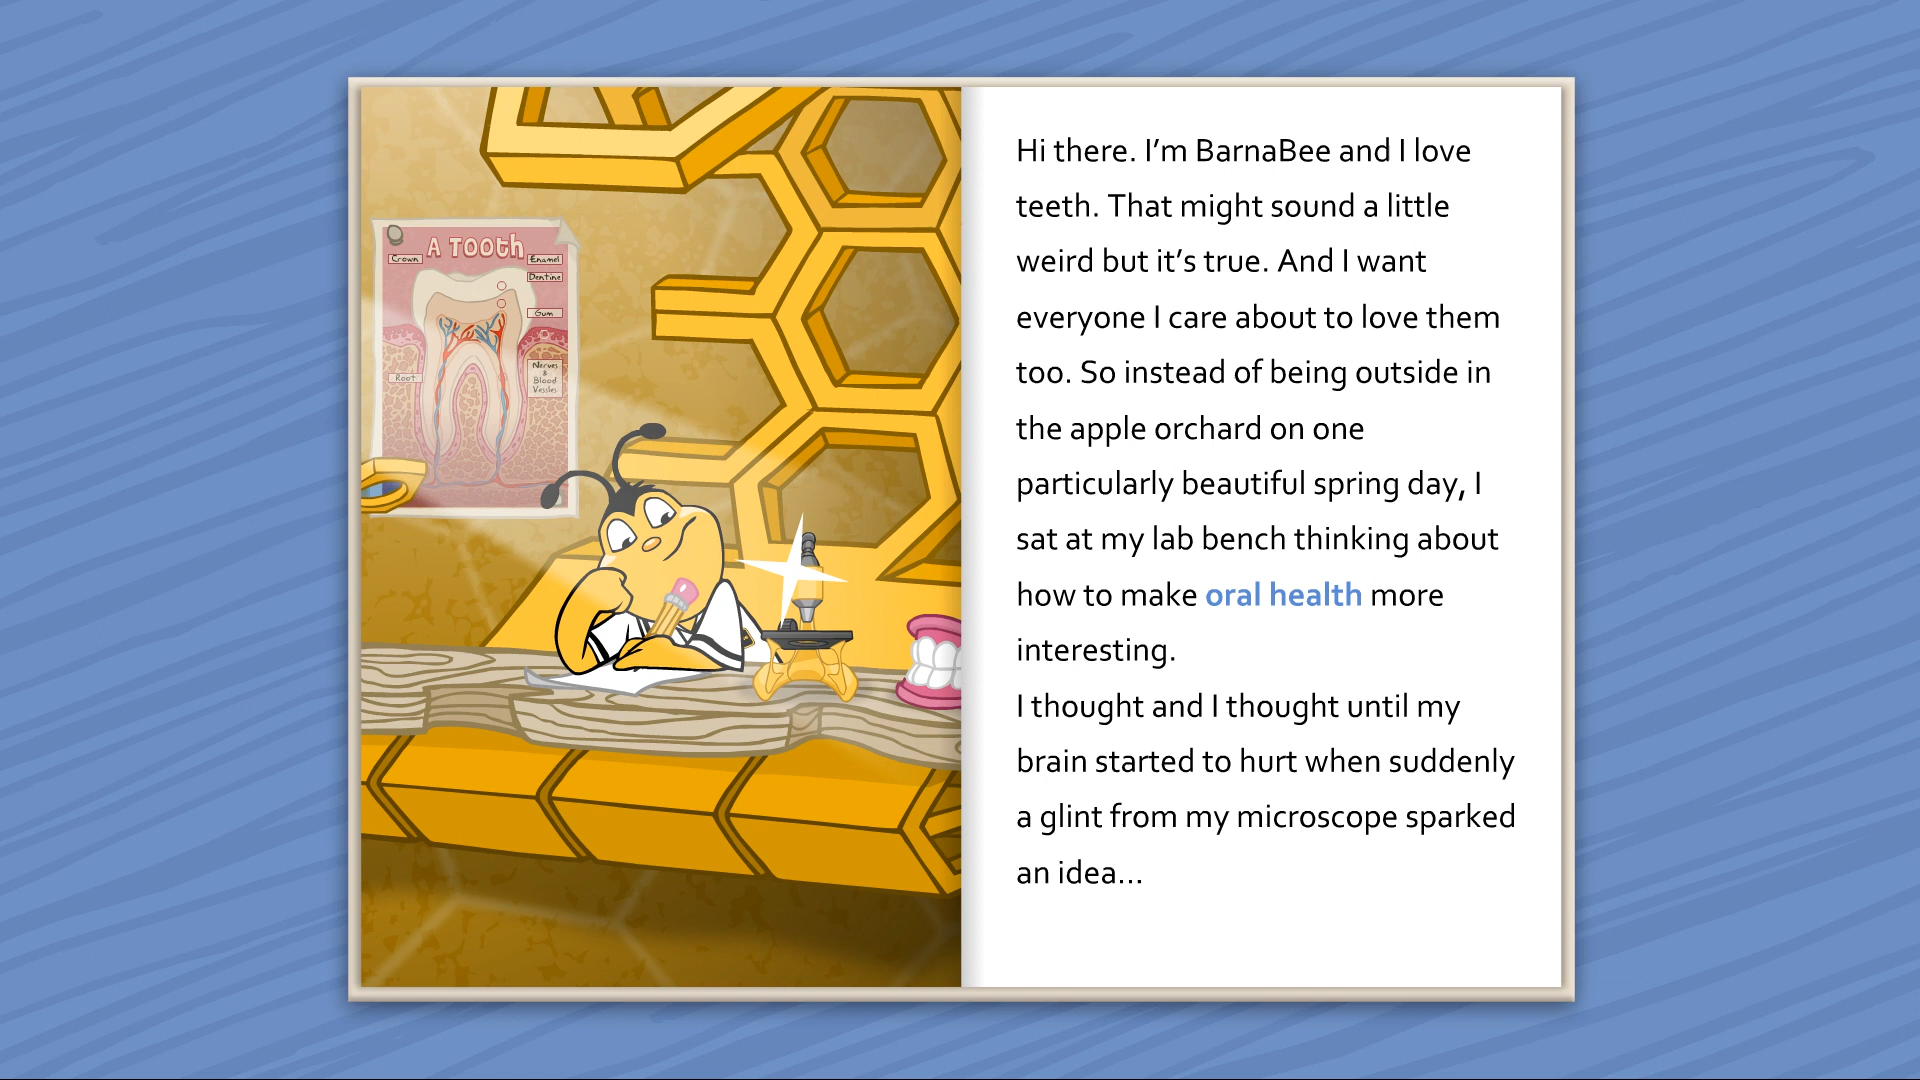 A Tooth
Crown
Enamel
Dentine
Gum
Root
Nerves
&
Blood
Vessles
Hi there. I'm BarnaBee and I love
teeth. That might sound a little
weird but it's true. And I want
everyone I care about to love them
too. So instead of being outside in
the apple orchard on one
particularly beautiful spring day, I
sat at my lab bench thinking about
how to make oral health more
interesting.
I thought and I thought until my
brain started to hurt when suddenly
a glint from my microscope sparked
an idea...